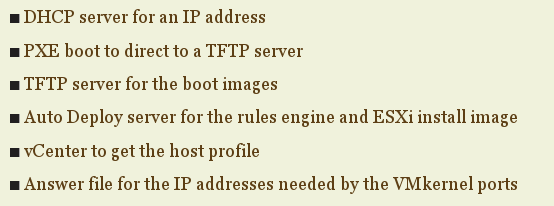 ■ DHCP server for an IP address
■ PXE boot to direct to a TFTP server
■ TFTP server for the boot images
■ Auto Deploy server for the rules engine and ESXi install image
■ vCenter to get the host profile
■ Answer file for the IP addresses needed by the VMkernel ports